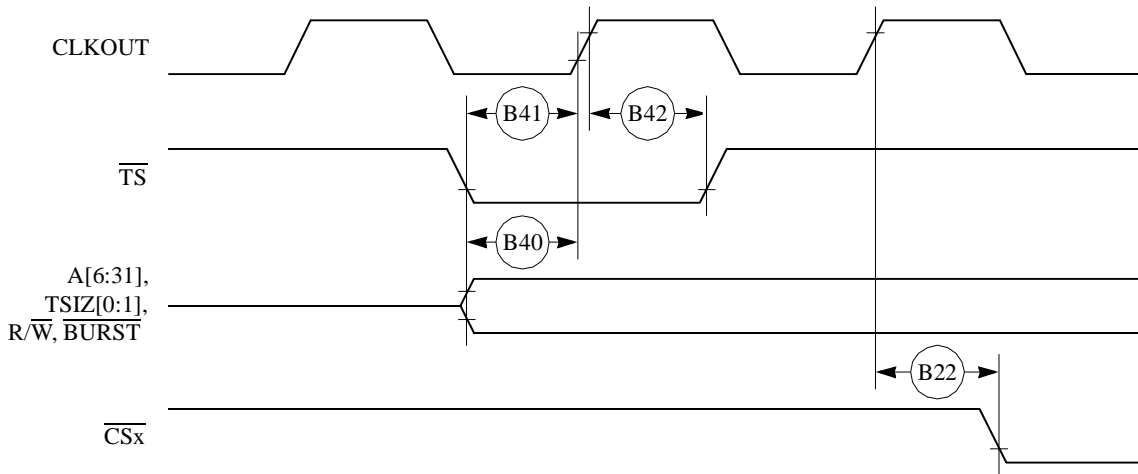 CLKOUT
B41
B42
TS
B40
A[6:31],
TSIZ[0:1],
R/W, BURST
B22
CSx